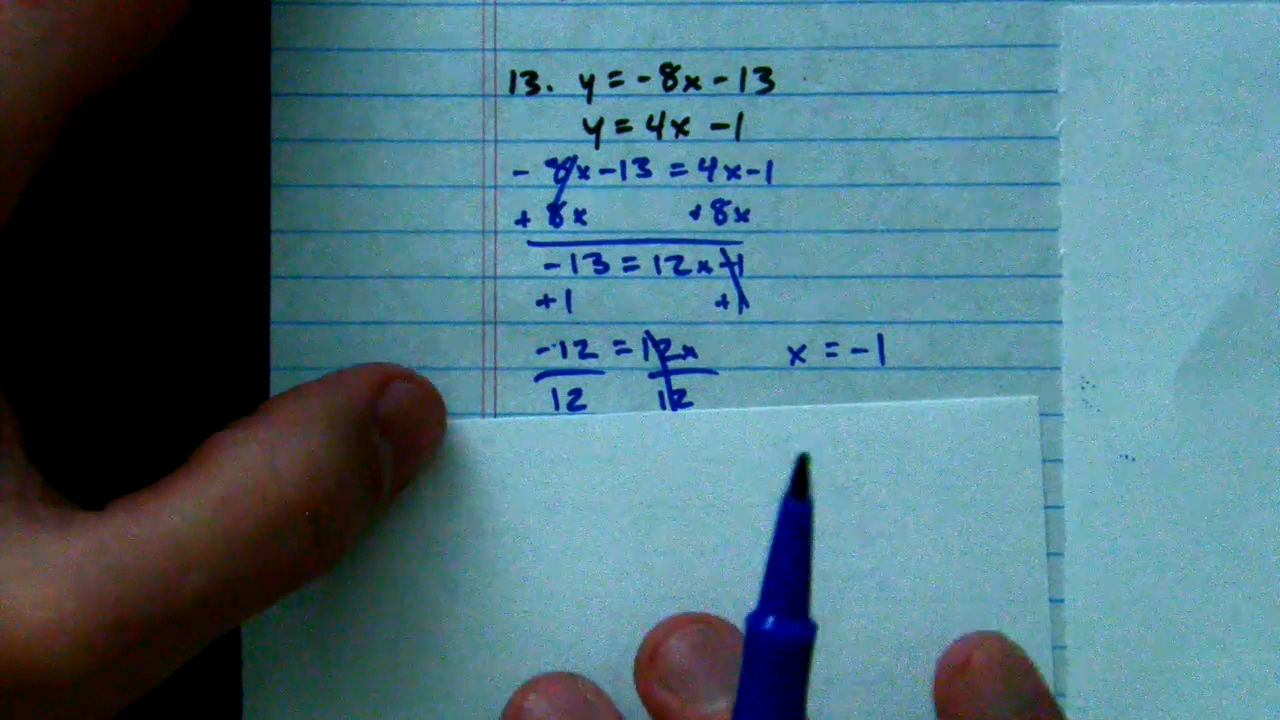 13. y = -8x - 13
y = 4x - 1
- 8x - 13 = 4x - 1
+ 8x + 8x
-13 = 12x - 1
+1 +1
-12 = 12x x = -1
12 12